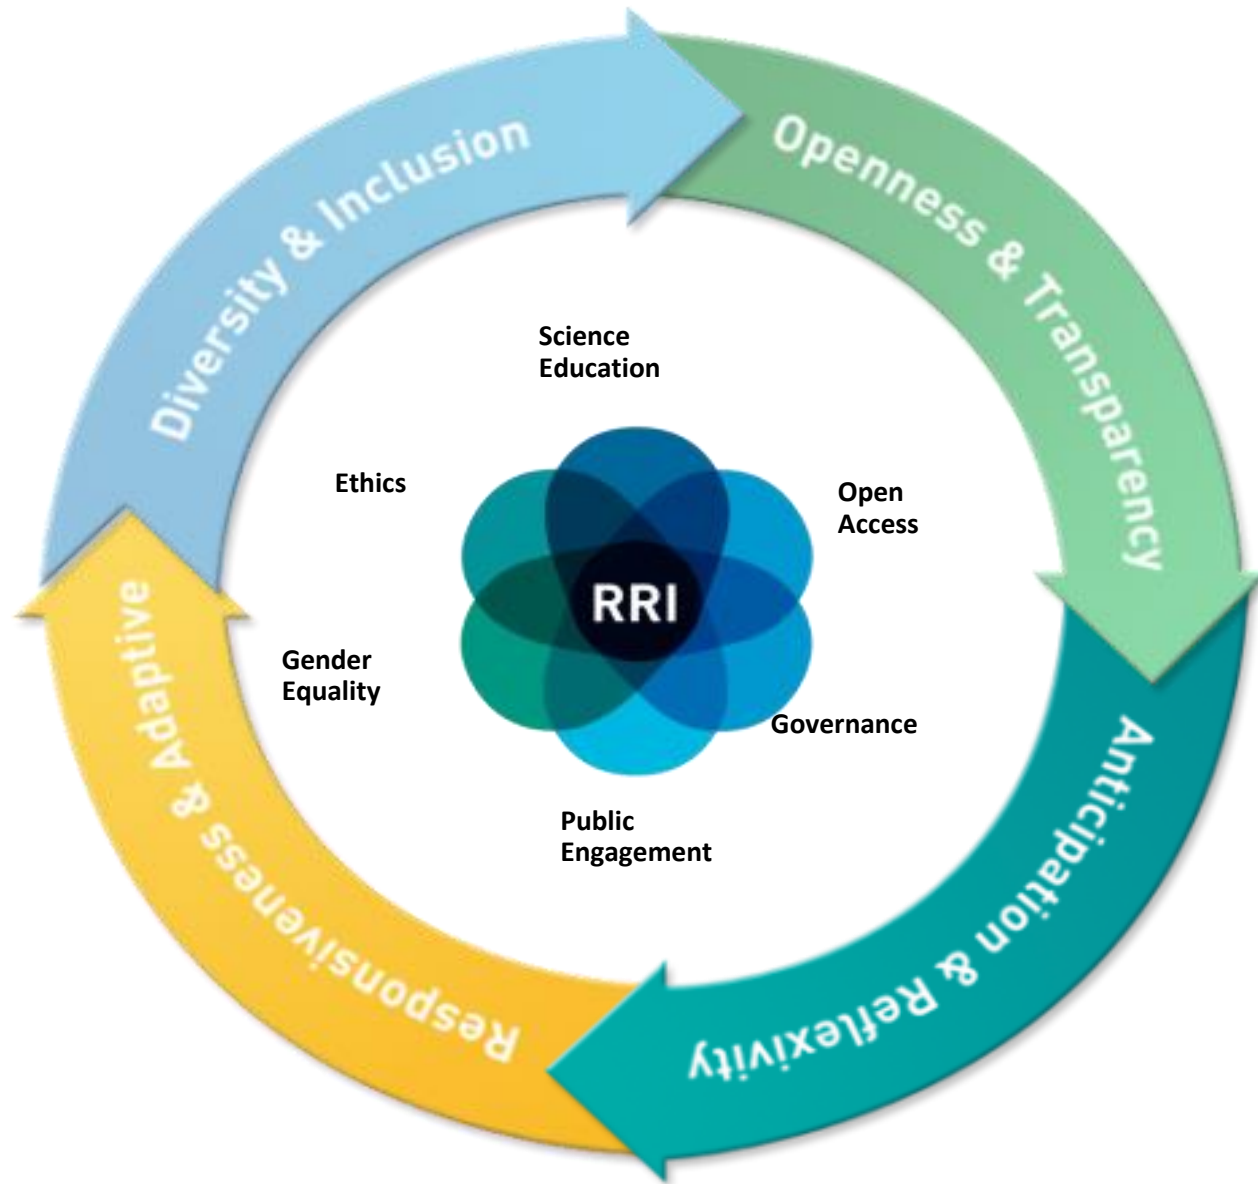 Diversity & Inclusion
Openness & Transparency
Anticipation & Reflexivity
Responsiveness & Adaptive
Science
Education
Ethics
Open
Access
RRI
Gender
Equality
Governance
Public
Engagement